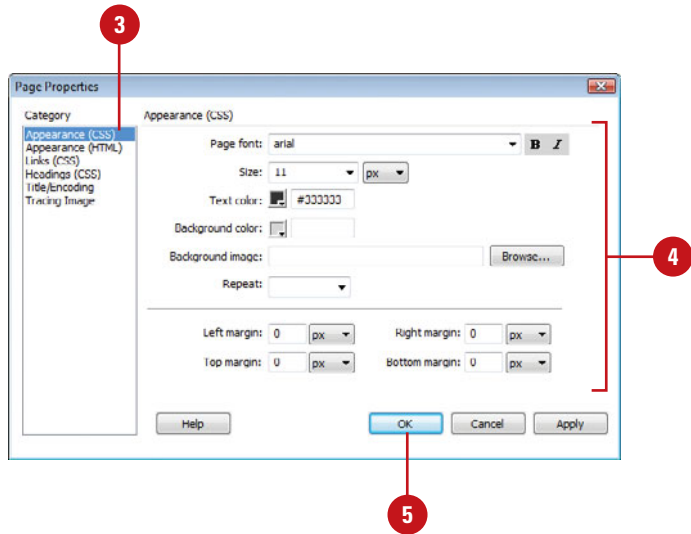 3
Page Properties
Category
Appearance (CSS)
Appearance (CSS)
Appearance (HTML)
Links (CSS)
Headings (CSS)
Title/Encoding
Tracing Image
Page font: arial B I
Size: 11 px
Text color: #333333
Background color:
Background image: Browse...
Repeat:
Left margin: 0 px Right margin: 0 px
Top margin: 0 px Bottom margin: 0 px
4
Help OK Cancel Apply
5